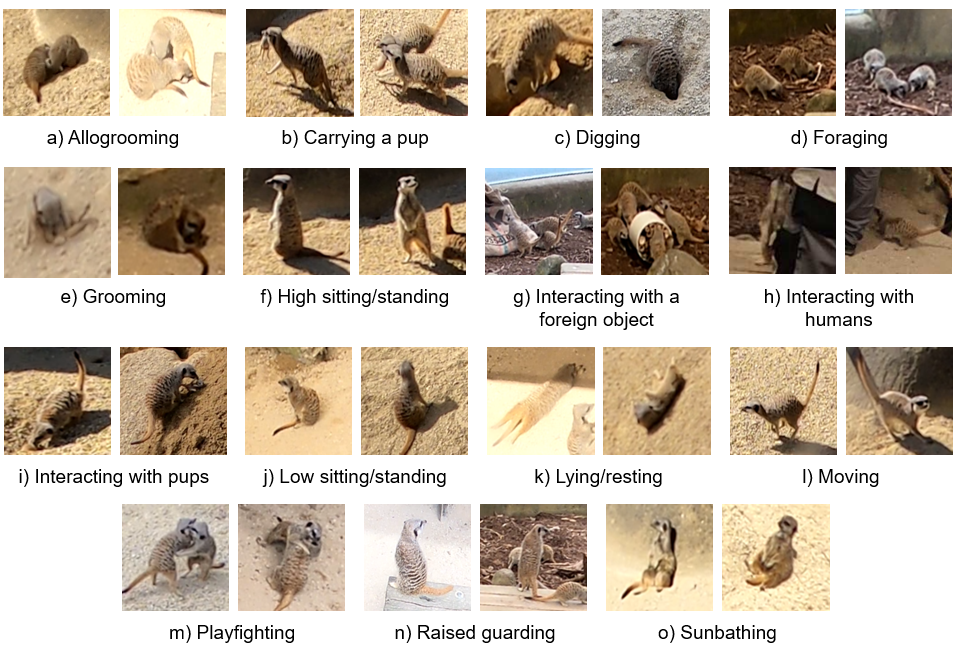 a) Allogrooming
b) Carrying a pup
c) Digging
d) Foraging
e) Grooming
f) High sitting/standing
g) Interacting with a
foreign object
h) Interacting with
humans
i) Interacting with pups
j) Low sitting/standing
k) Lying/resting
l) Moving
m) Playfighting
n) Raised guarding
o) Sunbathing